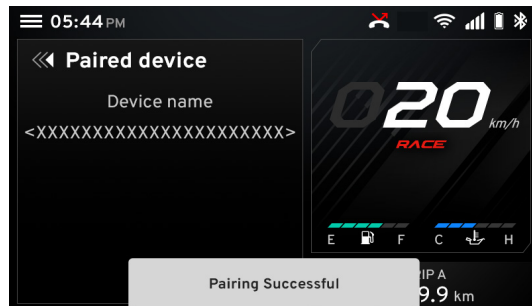 05:44 PM
Paired device
Device name
<XXXXXXXXXXXXXXXXXXXXXX>
020 km/h
RACE
E F C H
Pairing Successful
IP A
9.9 km